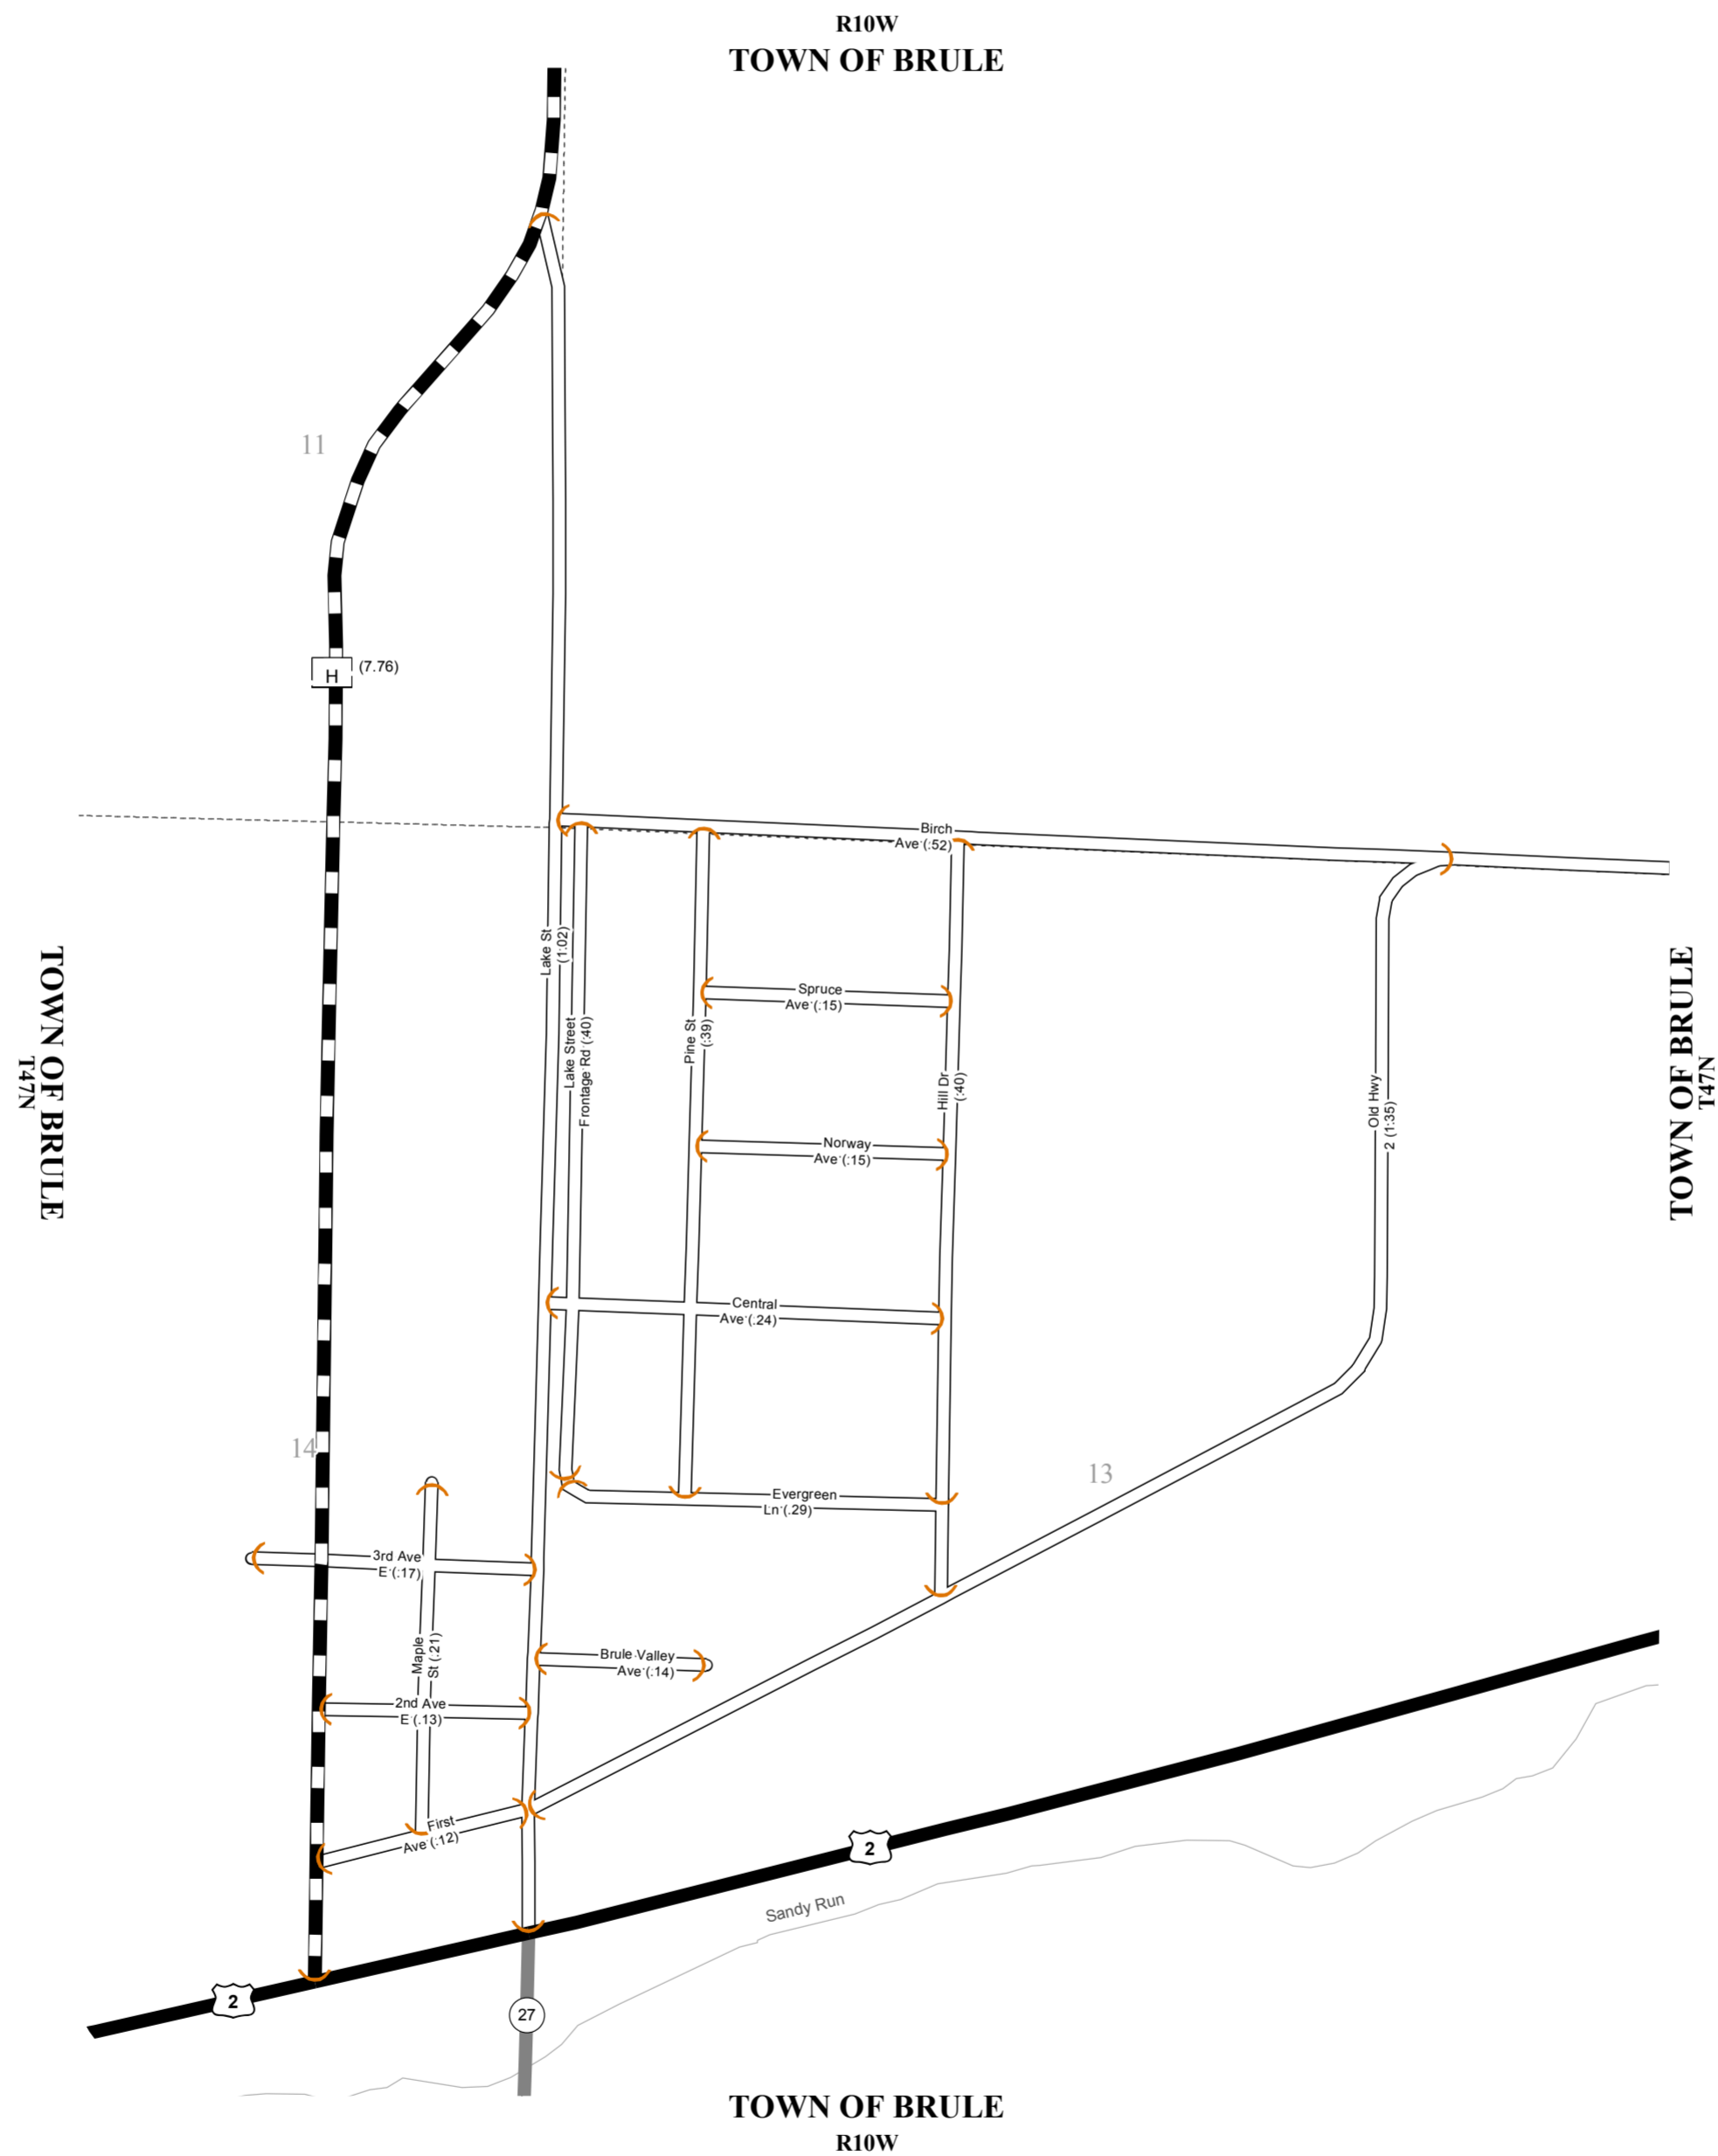 R10W
TOWN OF BRULE
11
H
(7.76)
Birch
Ave (.52)
Lake St
(1.02)
Spruce
Ave (.15)
Lake Street
Frontage Rd (.40)
Pine St
(.39)
Hill Dr
(.40)
Old Hwy
2 (1.35)
TOWN OF BRULE
T47N
TOWN OF BRULE
T47N
Norway
Ave (.15)
Central
Ave (.24)
14
13
Evergreen
Ln (.29)
3rd Ave
E (.17)
Maple
St (.21)
Brule Valley
Ave (.14)
2nd Ave
E (.13)
First
Ave (.12)
2
Sandy Run
2
27
TOWN OF BRULE
R10W